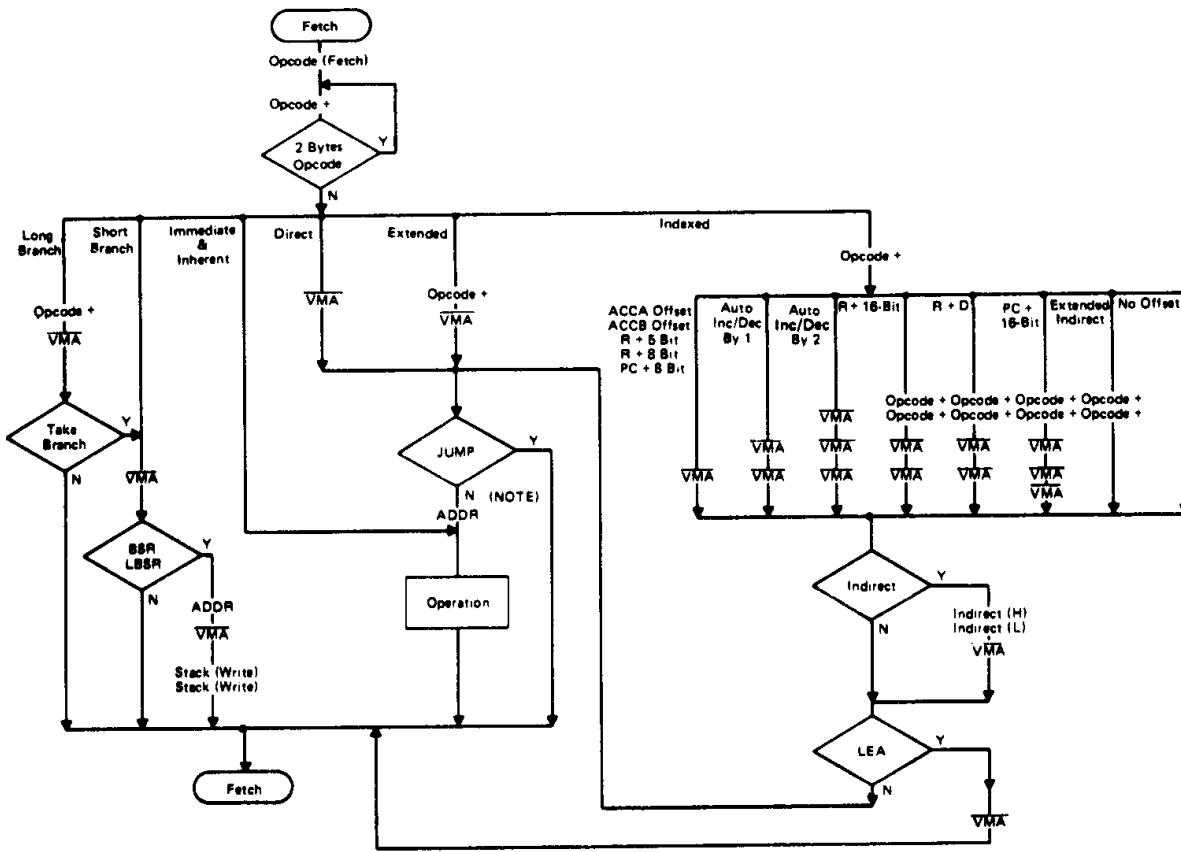 Fetch
Opcode (Fetch)
Opcode +
2 Bytes
Opcode
Y
N
Long
Branch
Short
Branch
Immediate
&
Inherent
Direct
Extended
Indexed
Opcode +
VMA
VMA
Opcode +
VMA
Opcode +
ACCA Offset
ACCB Offset
R + 5 Bit
R + 8 Bit
PC + 8 Bit
Auto
Inc/Dec
By 1
Auto
Inc/Dec
By 2
R + 16-Bit
R + D
PC +
16-Bit
Extended
Indirect
No Offset
Opcode + Opcode + Opcode + Opcode +
Opcode + Opcode + Opcode + Opcode +
VMA
VMA VMA VMA VMA VMA
VMA VMA VMA VMA VMA VMA
VMA
Take
Branch
Y
N
VMA
JUMP
Y
N
(NOTE)
ADDR
BSR
LBSR
Y
N
ADDR
VMA
Stack (Write)
Stack (Write)
Operation
Indirect
Y
N
Indirect (H)
Indirect (L)
VMA
LEA
Y
N
VMA
Fetch